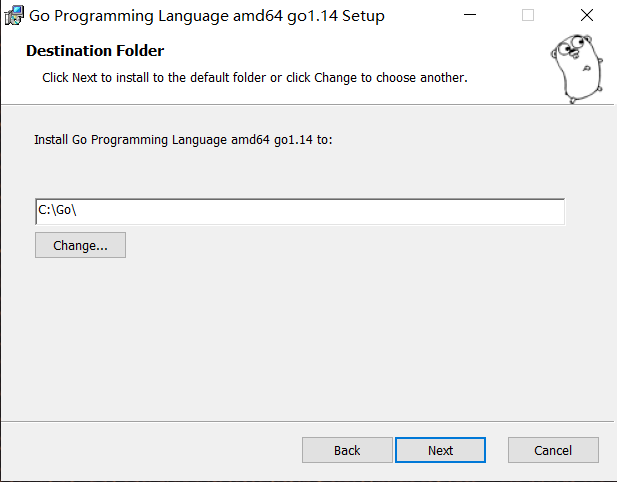 Go Programming Language amd64 go1.14 Setup
Destination Folder
Click Next to install to the default folder or click Change to choose another.
Install Go Programming Language amd64 go1.14 to:
C:\Go\
Change...
Back Next Cancel